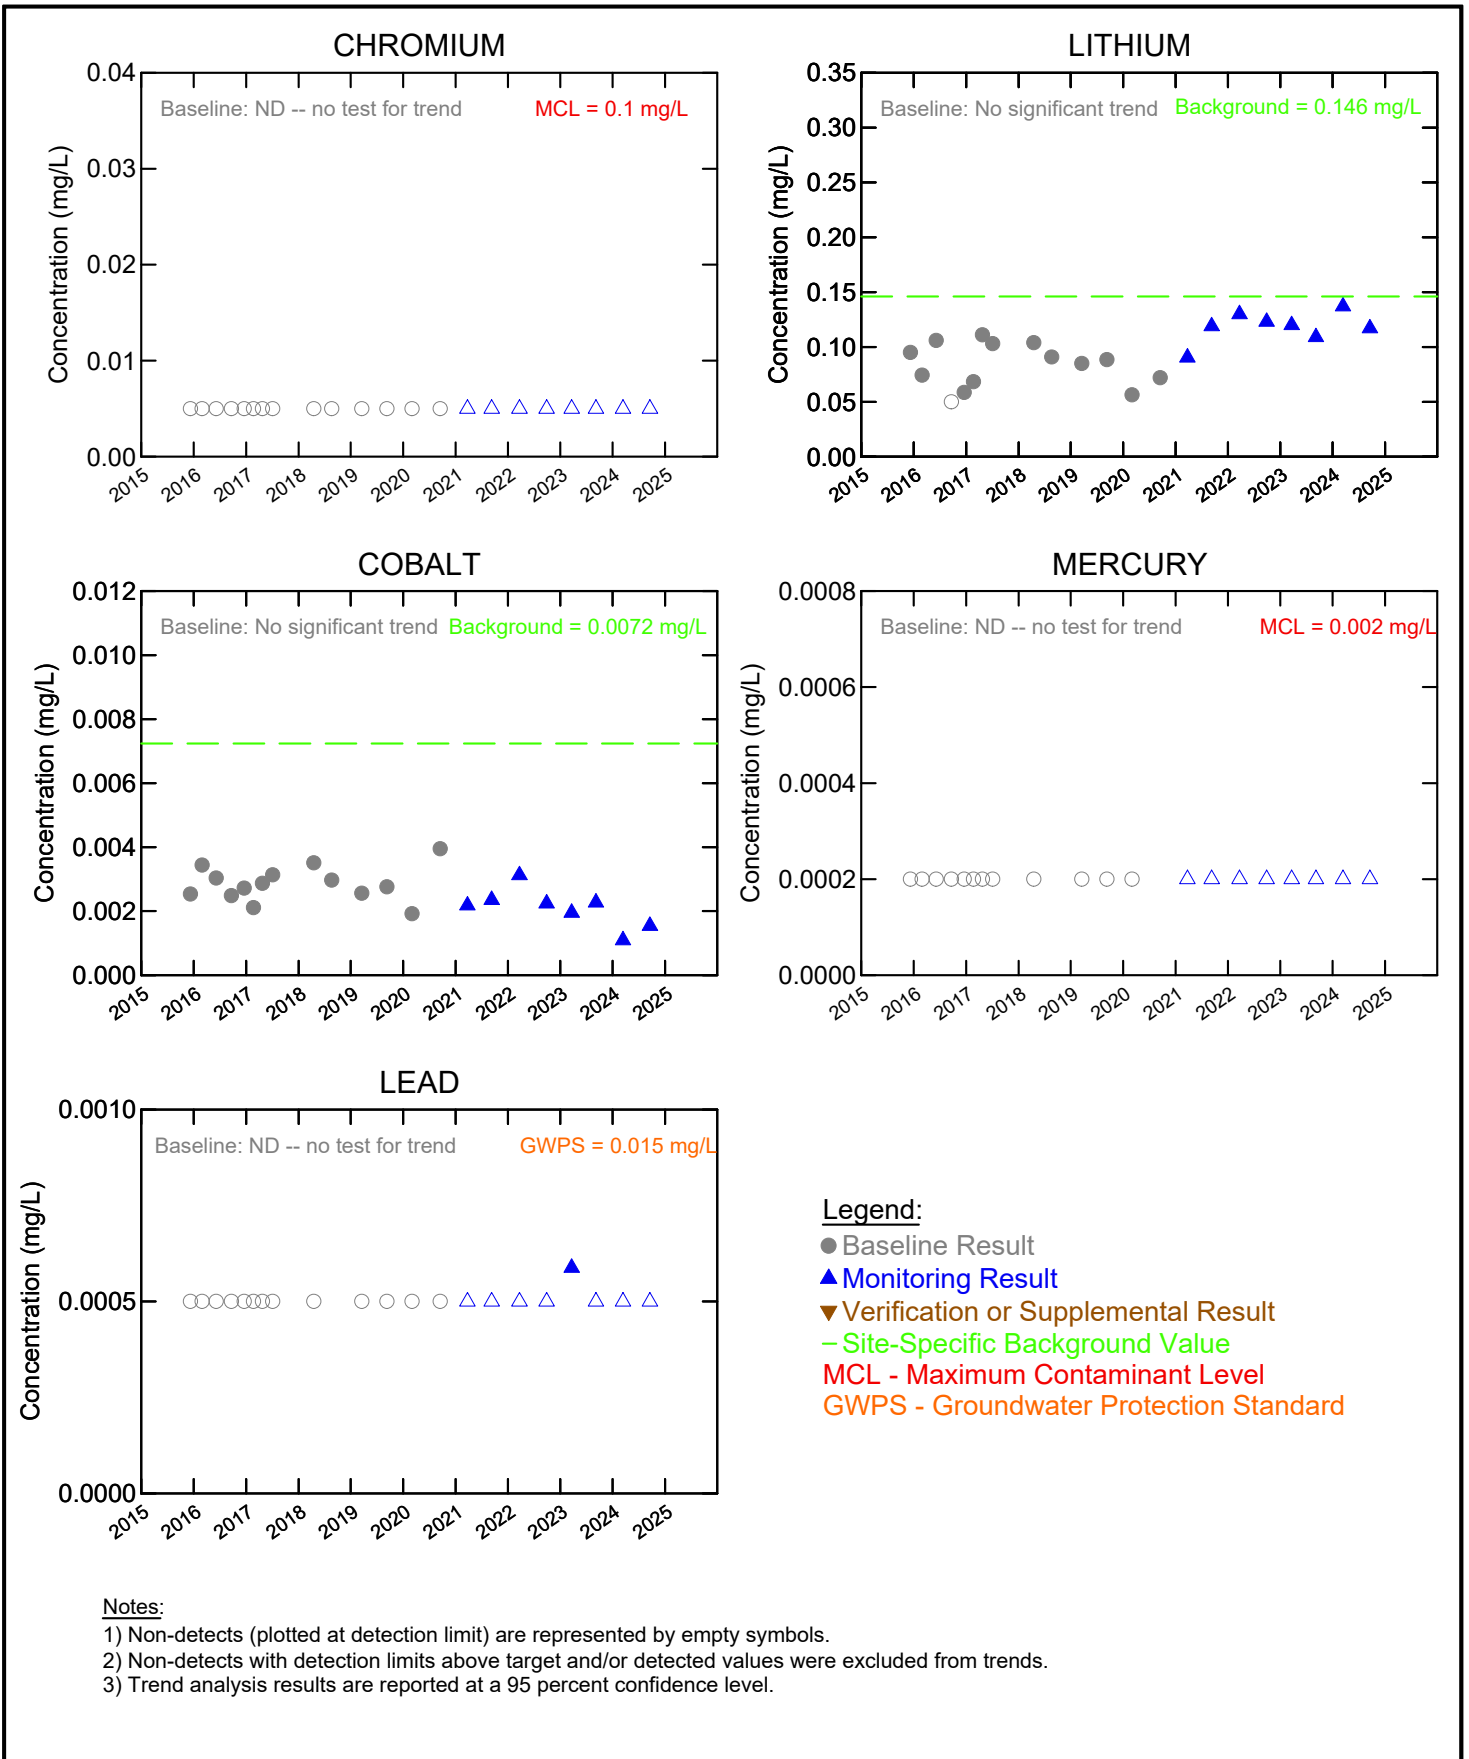 CHROMIUM
Concentration (mg/L)
0.04
0.03
0.02
0.01
0.00
Baseline: ND -- no test for trend
MCL = 0.1 mg/L
2015 2016 2017 2018 2019 2020 2021 2022 2023 2024 2025
LITHIUM
Concentration (mg/L)
0.35
0.30
0.25
0.20
0.15
0.10
0.05
0.00
Baseline: No significant trend
Background = 0.146 mg/L
2015 2016 2017 2018 2019 2020 2021 2022 2023 2024 2025
COBALT
Concentration (mg/L)
0.012
0.010
0.008
0.006
0.004
0.002
0.000
Baseline: No significant trend
Background = 0.0072 mg/L
2015 2016 2017 2018 2019 2020 2021 2022 2023 2024 2025
MERCURY
Concentration (mg/L)
0.0008
0.0006
0.0004
0.0002
0.0000
Baseline: ND -- no test for trend
MCL = 0.002 mg/L
2015 2016 2017 2018 2019 2020 2021 2022 2023 2024 2025
LEAD
Concentration (mg/L)
0.0010
0.0005
0.0000
Baseline: ND -- no test for trend
GWPS = 0.015 mg/L
2015 2016 2017 2018 2019 2020 2021 2022 2023 2024 2025
Legend:
Baseline Result
Monitoring Result
Verification or Supplemental Result
Site-Specific Background Value
MCL - Maximum Contaminant Level
GWPS - Groundwater Protection Standard
Notes:
1) Non-detects (plotted at detection limit) are represented by empty symbols.
2) Non-detects with detection limits above target and/or detected values were excluded from trends.
3) Trend analysis results are reported at a 95 percent confidence level.